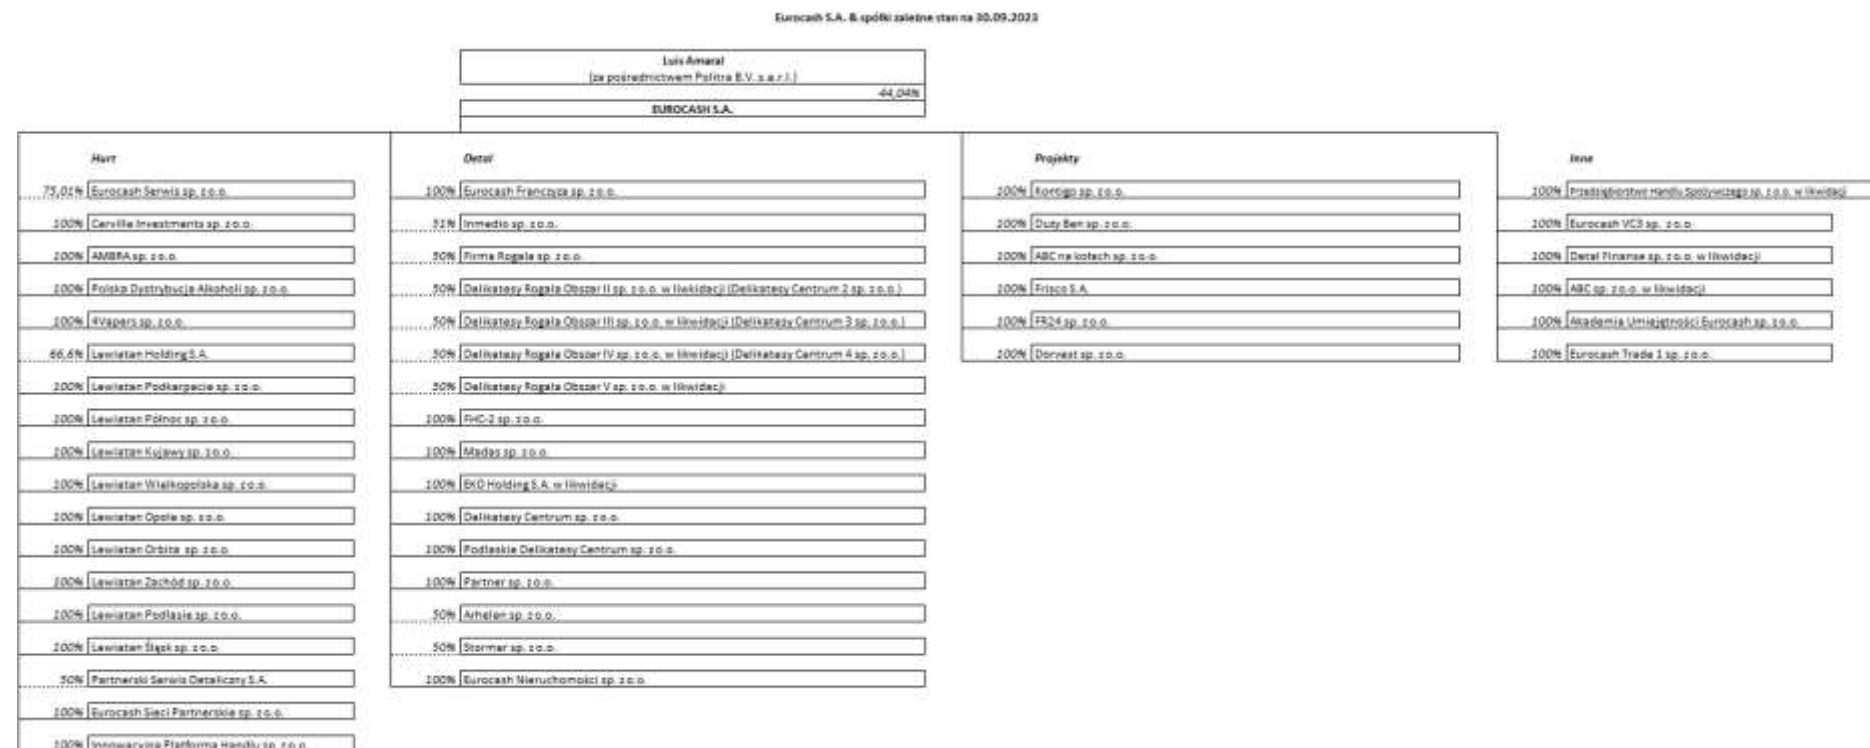 Eurocash S.A. & spółki zależne stan na 30.09.2023
Luis Amaral
(za pośrednictwem Politra B.V. s.a.r.l.)
44,04%
EUROCASH S.A.
Hurt
75,01% Eurocash Serwis sp. z o.o.
100% Cerville Investments sp. z o.o.
100% AMBRA sp. z o.o.
100% Polska Dystrybucja Alkoholi sp. z o.o.
100% 4Vapers sp. z o.o.
66,6% Lewiatan Holding S.A.
100% Lewiatan Podkarpacie sp. z o.o.
100% Lewiatan Północ sp. z o.o.
100% Lewiatan Kujawy sp. z o.o.
100% Lewiatan Wielkopolska sp. z o.o.
100% Lewiatan Opole sp. z o.o.
100% Lewiatan Orbita sp. z o.o.
100% Lewiatan Zachód sp. z o.o.
100% Lewiatan Podlasie sp. z o.o.
100% Lewiatan Śląsk sp. z o.o.
50% Partnerski Serwis Detaliczny S.A.
100% Eurocash Sieci Partnerskie sp. z o.o.
100% Innowacyjna Platforma Handlu sp. z o.o.
Detal
100% Eurocash Franczyza sp. z o.o.
51% Inmedio sp. z o.o.
50% Firma Rogala sp. z o.o.
50% Delikatesy Rogala Obszar II sp. z o.o. w liwkidacji (Delikatesy Centrum 2 sp. z o.o.)
50% Delikatesy Rogala Obszar III sp. z o.o. w likwidacji (Delikatesy Centrum 3 sp. z o.o.)
50% Delikatesy Rogala Obszar IV sp. z o.o. w likwidacji (Delikatesy Centrum 4 sp. z o.o.)
50% Delikatesy Rogala Obszar V sp. z o.o. w likwidacji
100% FHC-2 sp. z o.o.
100% Madas sp. z o.o.
100% EKO Holding S.A. w likwidacji
100% Delikatesy Centrum sp. z o.o.
100% Podlaskie Delikatesy Centrum sp. z o.o.
100% Partner sp. z o.o.
50% Arhelan sp. z o.o.
50% Stormar sp. z o.o.
100% Eurocash Nieruchomości sp. z o.o.
Projekty
100% Kontigo sp. z o.o.
100% Duży Ben sp. z o.o.
100% ABC na kołach sp. z o.o.
100% Frisco S.A.
100% FR24 sp. z o.o.
100% Dorvest sp. z o.o.
Inne
100% Przedsiębiorstwo Handlu Spożywczego sp. z o.o. w likwidacji
100% Eurocash VC3 sp. z o.o
100% Detal Finanse sp. z o.o. w likwidacji
100% ABC sp. z o.o. w likwidacji
100% Akademia Umiejętności Eurocash sp. z o.o.
100% Eurocash Trade 1 sp. z o.o.